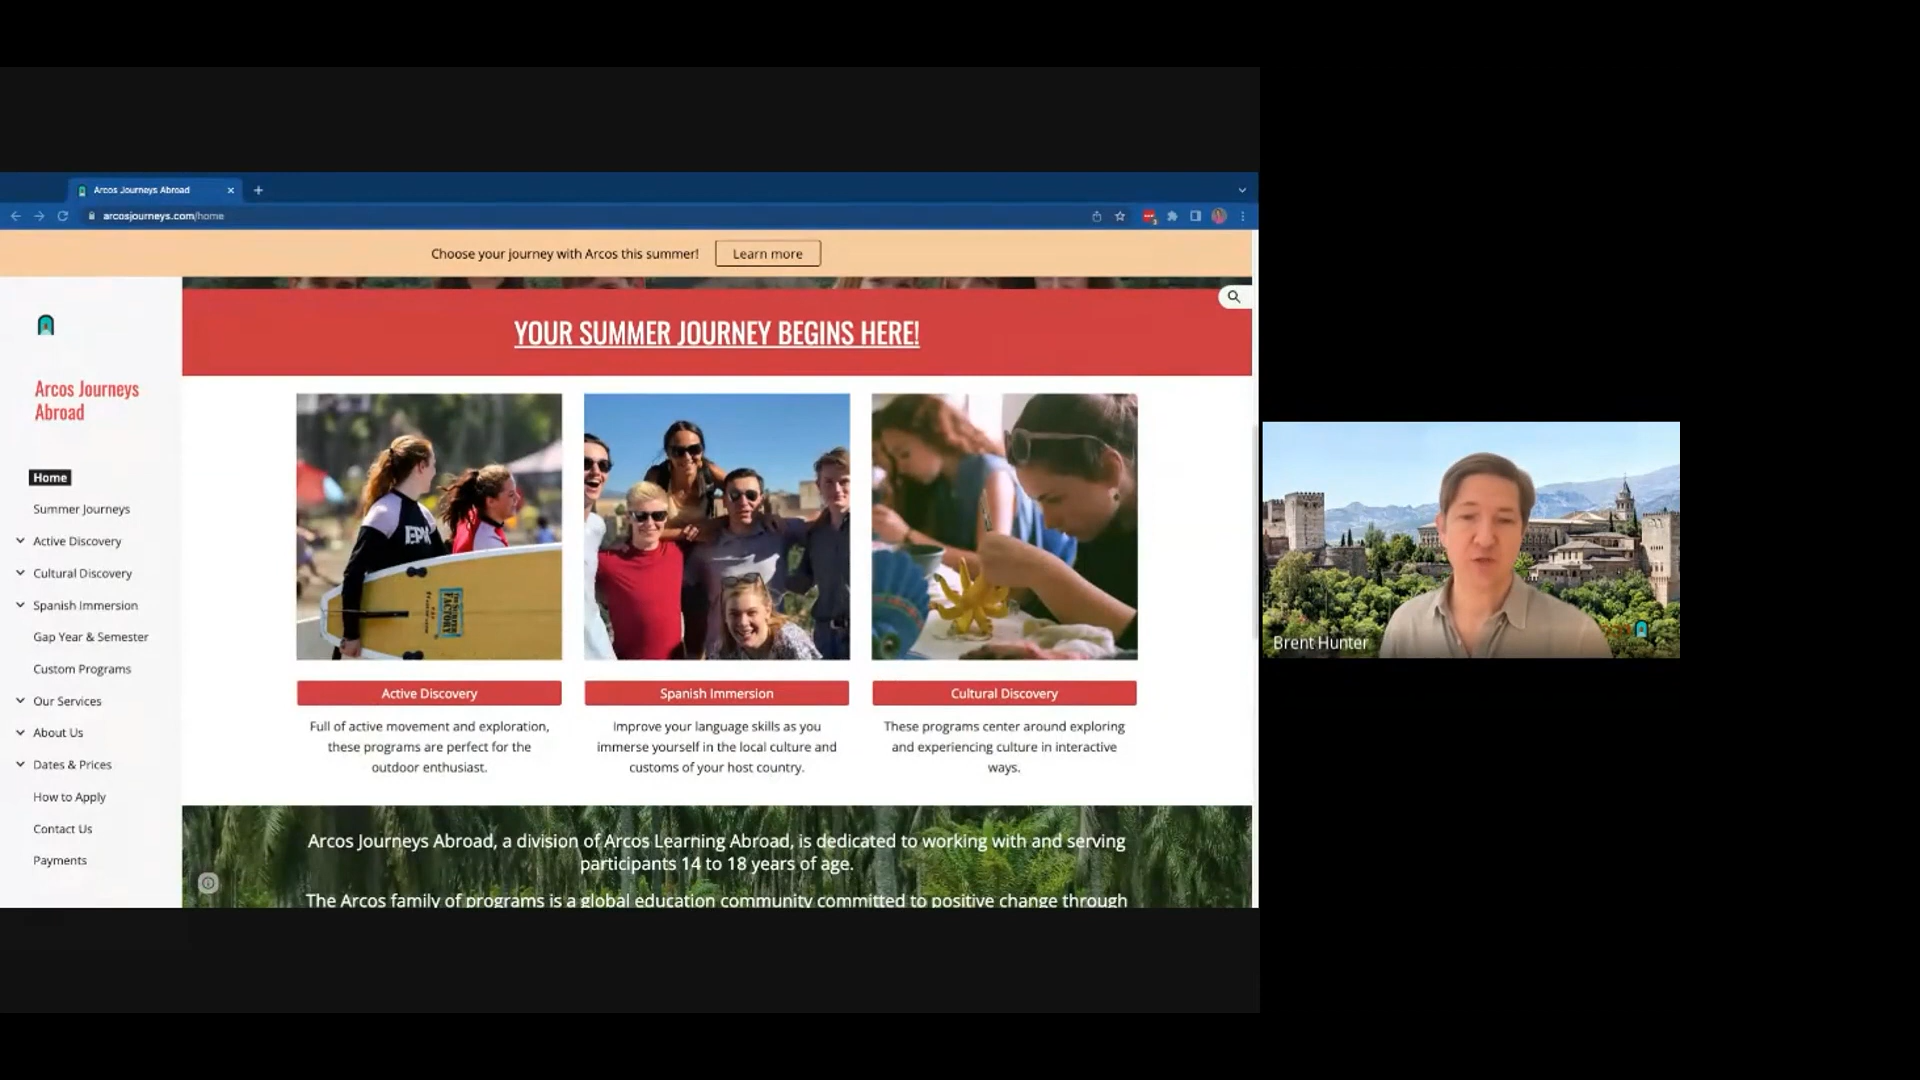 Arcos Journeys Abroad
arcosjourneys.com/home
Choose your journey with Arcos this summer!
Learn more
YOUR SUMMER JOURNEY BEGINS HERE!
Arcos Journeys
Abroad
Home
Summer Journeys
Active Discovery
Cultural Discovery
Spanish Immersion
Gap Year & Semester
Custom Programs
Our Services
About Us
Dates & Prices
How to Apply
Contact Us
Payments
EPIC
FACTORY
Active Discovery
Full of active movement and exploration,
these programs are perfect for the
outdoor enthusiast.
Spanish Immersion
Improve your language skills as you
immerse yourself in the local culture and
customs of your host country.
Cultural Discovery
These programs center around exploring
and experiencing culture in interactive
ways.
Arcos Journeys Abroad, a division of Arcos Learning Abroad, is dedicated to working with and serving
participants 14 to 18 years of age.
The Arcos family of programs is a global education community committed to positive change through
Brent Hunter